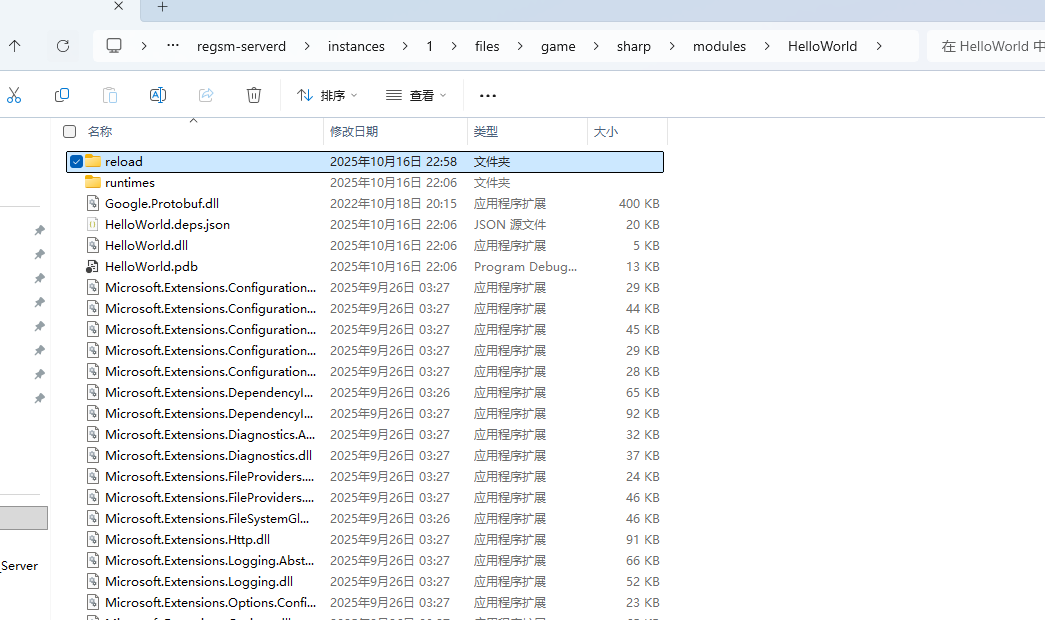 regsm-serverd instances 1 files game sharp modules HelloWorld 在 HelloWorld 中
排序 查看
名称 修改日期 类型 大小
reload 2025年10月16日 22:58 文件夹
runtimes 2025年10月16日 22:06 文件夹
Google.Protobuf.dll 2022年10月18日 20:15 应用程序扩展 400 KB
HelloWorld.deps.json 2025年10月16日 22:06 JSON 源文件 20 KB
HelloWorld.dll 2025年10月16日 22:06 应用程序扩展 5 KB
HelloWorld.pdb 2025年10月16日 22:06 Program Debug... 13 KB
Microsoft.Extensions.Configuration... 2025年9月26日 03:27 应用程序扩展 29 KB
Microsoft.Extensions.Configuration... 2025年9月26日 03:27 应用程序扩展 44 KB
Microsoft.Extensions.Configuration... 2025年9月26日 03:27 应用程序扩展 45 KB
Microsoft.Extensions.Configuration... 2025年9月26日 03:27 应用程序扩展 29 KB
Microsoft.Extensions.Configuration... 2025年9月26日 03:27 应用程序扩展 28 KB
Microsoft.Extensions.DependencyI... 2025年9月26日 03:26 应用程序扩展 65 KB
Microsoft.Extensions.DependencyI... 2025年9月26日 03:27 应用程序扩展 92 KB
Microsoft.Extensions.Diagnostics.A... 2025年9月26日 03:27 应用程序扩展 32 KB
Microsoft.Extensions.Diagnostics.dll 2025年9月26日 03:27 应用程序扩展 37 KB
Microsoft.Extensions.FileProviders.... 2025年9月26日 03:27 应用程序扩展 24 KB
Microsoft.Extensions.FileProviders.... 2025年9月26日 03:27 应用程序扩展 46 KB
Microsoft.Extensions.FileSystemGl... 2025年9月26日 03:26 应用程序扩展 46 KB
Microsoft.Extensions.Http.dll 2025年9月26日 03:27 应用程序扩展 91 KB
Microsoft.Extensions.Logging.Abst... 2025年9月26日 03:27 应用程序扩展 66 KB
_Server
Microsoft.Extensions.Logging.dll 2025年9月26日 03:27 应用程序扩展 52 KB
Microsoft.Extensions.Options.Confi... 2025年9月26日 03:27 应用程序扩展 23 KB